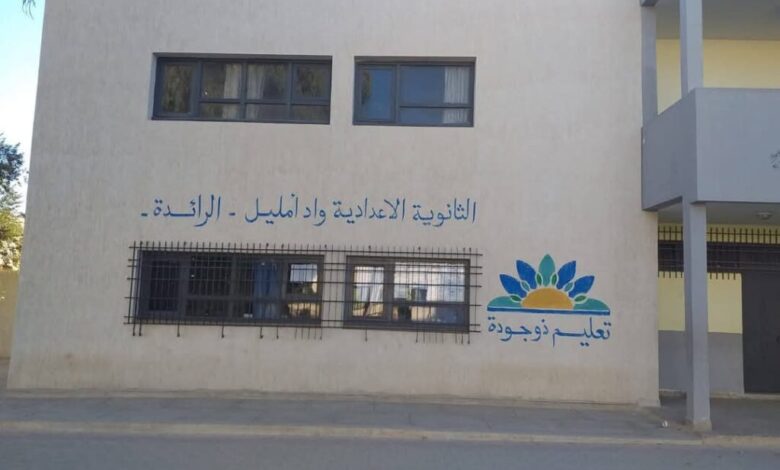 الثانوية الاعدادية واد أمليل - الرائدة -
تعليم ذو جودة